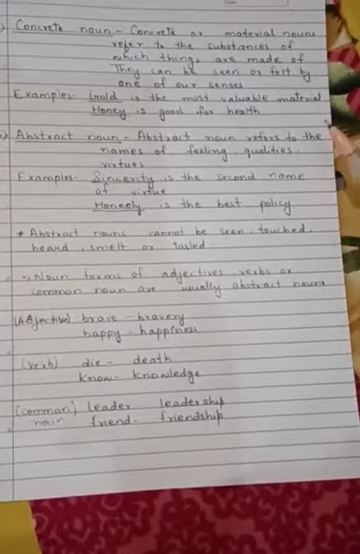 Concrete noun - Concrete or material nouns
refer to the substances of
which things are made of
They can be seen or felt by
one of our senses
Examples- Gold is the most valuable material
Honey is good for health
Abstract noun - Abstract noun refers to the
names of feeling, qualities,
virtues
Examples- Sincerity is the second name
of virtue
Honesty is the best policy
* Abstract nouns cannot be seen, touched,
heard, smelt or tasted
Noun forms of adjectives verbs or
common noun are usually abstract nouns
(Adjective) brave - bravery
happy - happiness
(verb) die - death
know - knowledge
(common) leader leadership
noun friend - friendship